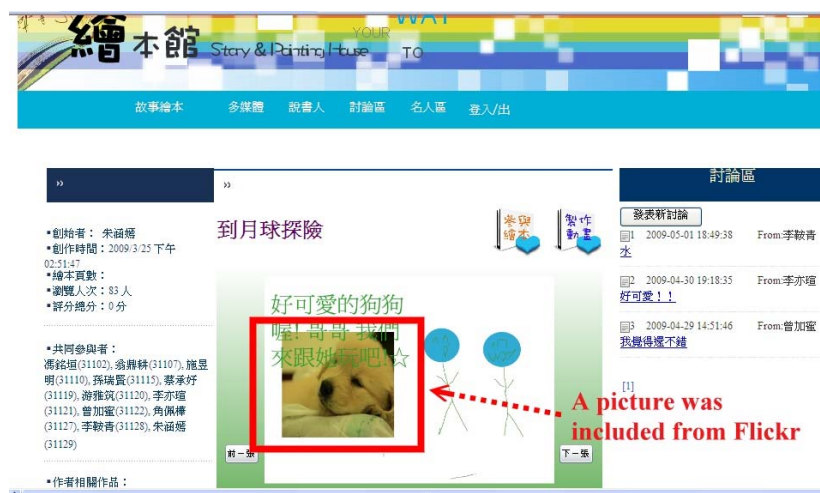 WAY
YOUR
TO
繪本館 Story & Painting House
故事繪本 多媒體 說書人 討論區 名人區 登入/出
»
▪創始者： 朱涵嫣
▪創作時間：2009/3/25 下午
02:51:47
▪繪本頁數：
▪瀏覽人次：83人
▪評分總分：0分
▪共同參與者：
馮銘垣(31102), 翁鼎耕(31107), 施昱
明(31110), 孫瑞賢(31115), 蔡承妤
(31119), 游雅筑(31120), 李亦瑄
(31121), 曾加蜜(31122), 角佩樺
(31127), 李鞍青(31128), 朱涵嫣
(31129)
▪作者相關作品：
»
到月球探險
參與
繪本
製作
動畫
好可愛的狗狗
喔! 哥哥 我們
來跟她玩吧!☆
前一張
下一張
討論區
發表新討論
1 2009-05-01 18:49:38 From:李鞍青
水
2 2009-04-30 19:18:35 From:李亦瑄
好可愛！！
3 2009-04-29 14:51:46 From:曾加蜜
我覺得還不錯
[1]
A picture was
included from Flickr